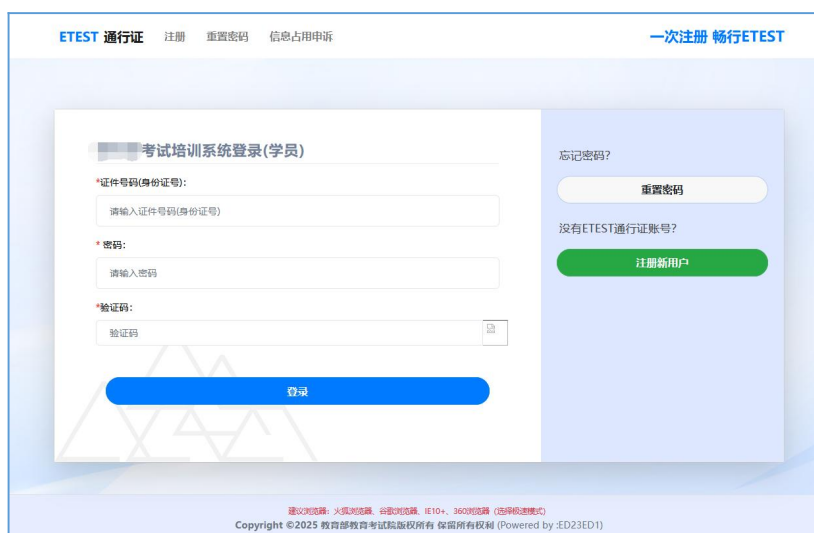 ETEST 通行证 注册 重置密码 信息占用申诉 一次注册 畅行ETEST
考试培训系统登录(学员)
*证件号码(身份证号):
请输入证件号码(身份证号)
* 密码:
请输入密码
*验证码:
验证码
登录
忘记密码?
重置密码
没有ETEST通行证账号?
注册新用户
建议浏览器: 火狐浏览器、谷歌浏览器、IE10+、360浏览器 (选择极速模式)
Copyright ©2025 教育部教育考试院版权所有 保留所有权利 (Powered by :ED23ED1)